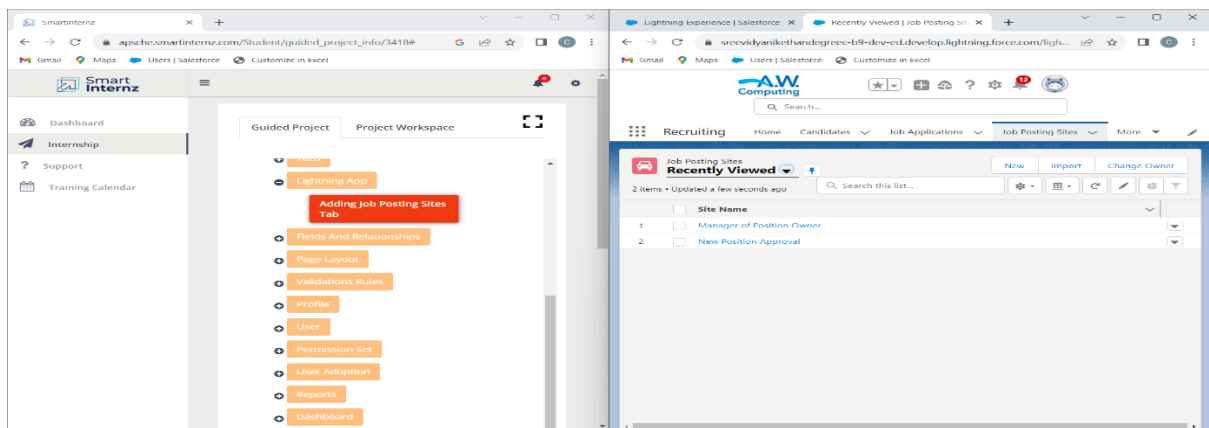 Smartinternz
apsche.smartinternz.com/Student/guided_project_info/3418#
Gmail Maps Users | Salesforce Customize in Excel
Smart
Internz
Dashboard
Internship
Support
Training Calendar
Guided Project Project Workspace
Tabs
Lightning App
Adding Job Posting Sites
Tab
Fields And Relationships
Page Layout
Validations Rules
Profile
User
Permission Set
User Adoption
Reports
Dashboard
Lightning Experience | Salesforce Recently Viewed | Job Posting Sit
sreevidyanikethandegreec-b9-dev-ed.develop.lightning.force.com/ligh...
Gmail Maps Users | Salesforce Customize in Excel
A.W.
Computing
12
Search...
Recruiting Home Candidates Job Applications Job Posting Sites More
Job Posting Sites
Recently Viewed
New Import Change Owner
2 items • Updated a few seconds ago
Search this list...
Site Name
1 Manager of Position Owner
2 New Position Approval